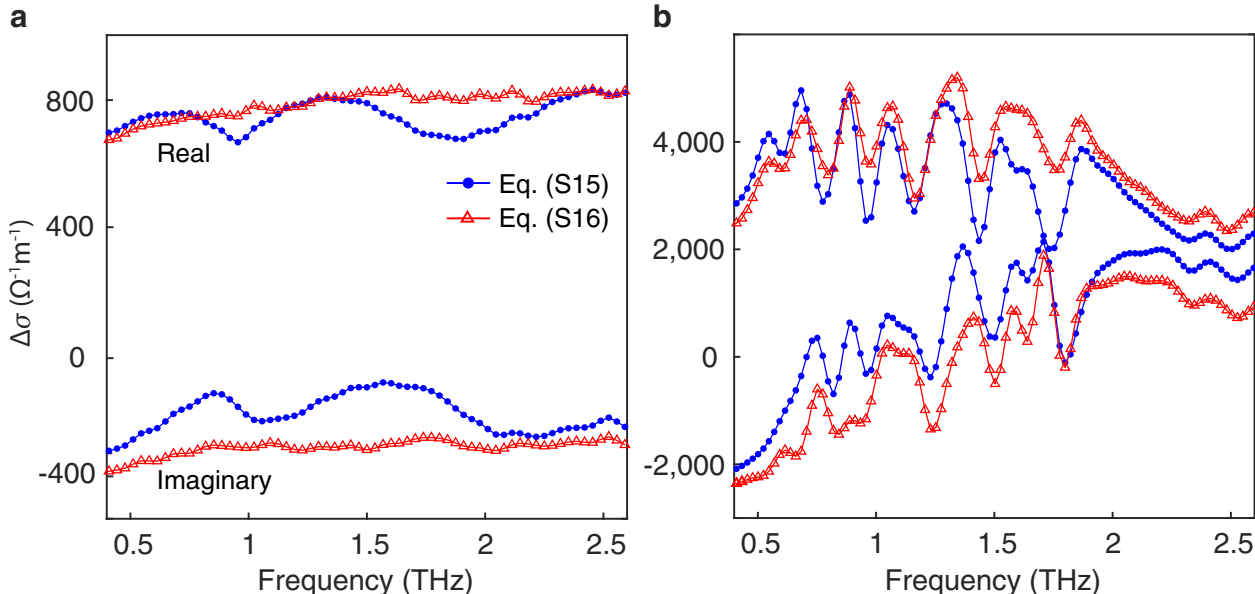 a
b
800
400
0
-400
Δσ (Ω⁻¹m⁻¹)
Real
Eq. (S15)
Eq. (S16)
Imaginary
0.5 1 1.5 2 2.5
Frequency (THz)
4,000
2,000
0
-2,000
0.5 1 1.5 2 2.5
Frequency (THz)